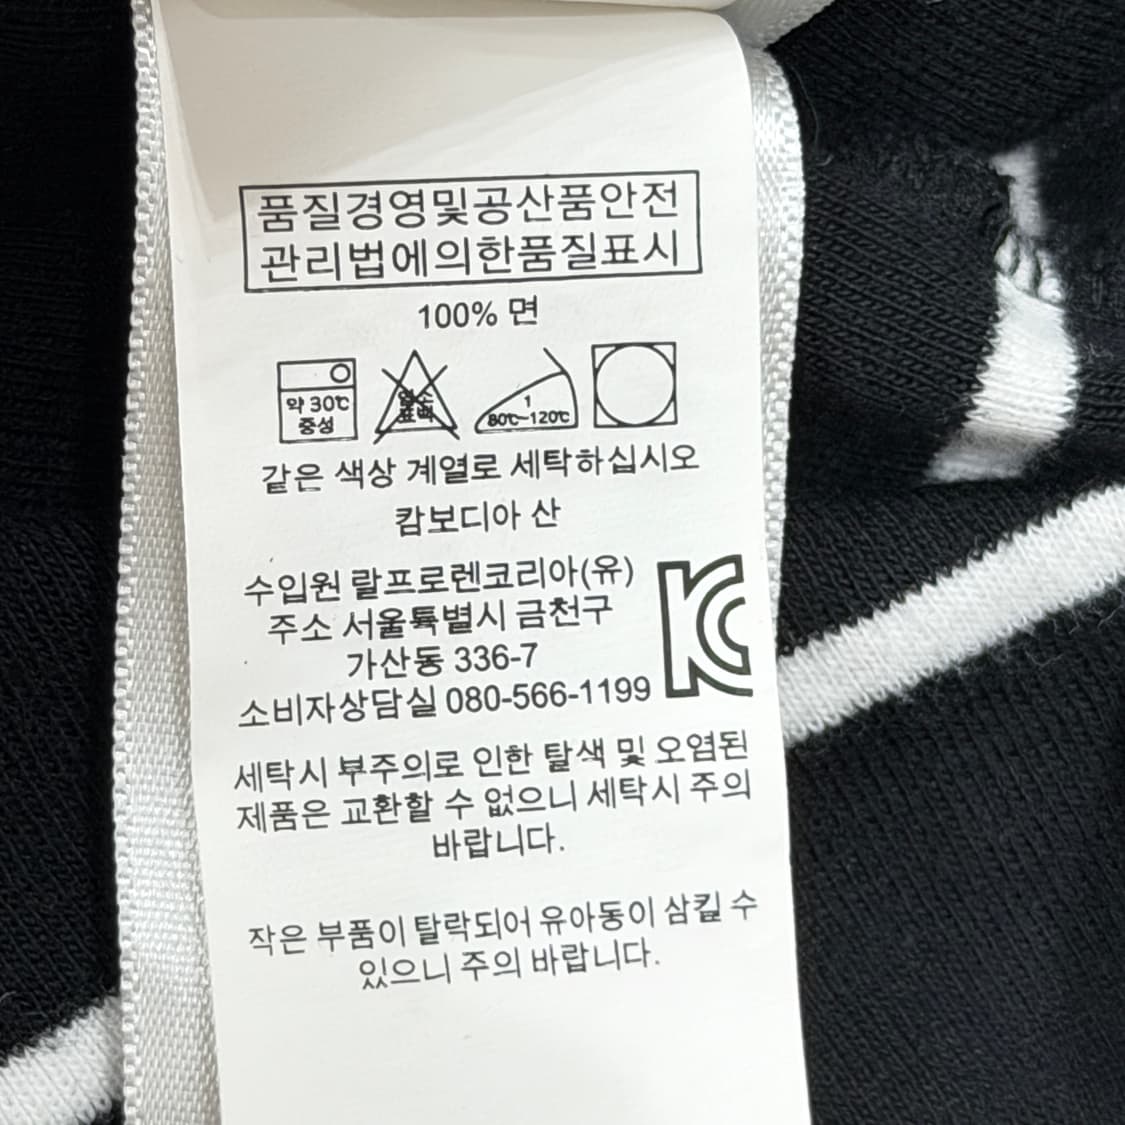 품질경영및공산품안전
관리법에의한품질표시
100% 면
약 30℃
중성
염소
표백
1
80℃~120℃
같은 색상 계열로 세탁하십시오
캄보디아 산
수입원 랄프로렌코리아(유)
주소 서울특별시 금천구
가산동 336-7
소비자상담실 080-566-1199
KC
세탁시 부주의로 인한 탈색 및 오염된
제품은 교환할 수 없으니 세탁시 주의
바랍니다.
작은 부품이 탈락되어 유아동이 삼킬 수
있으니 주의 바랍니다.